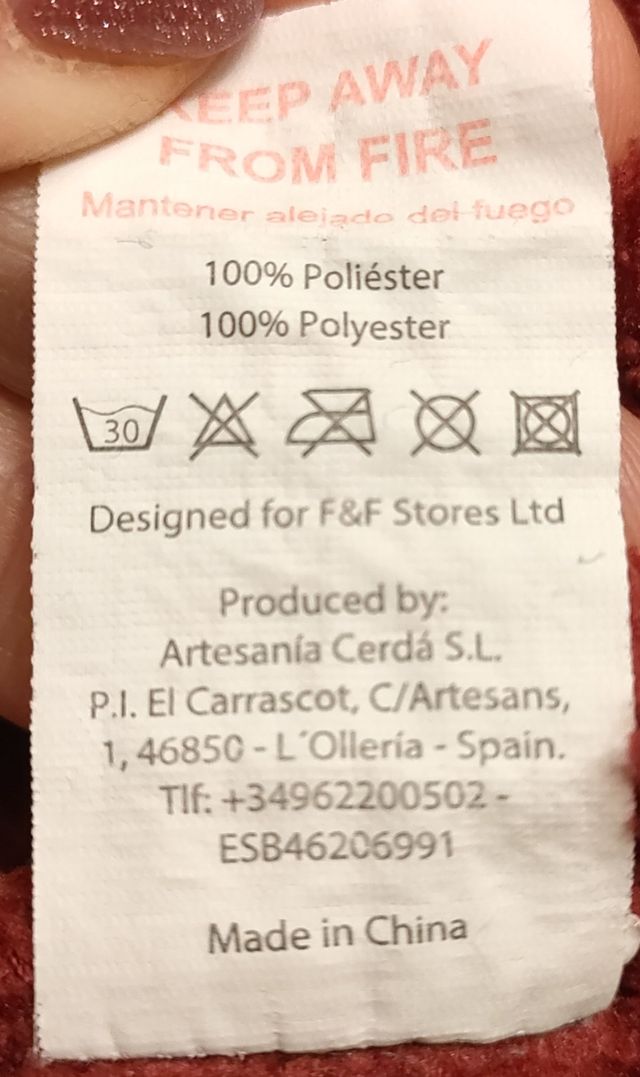 KEEP AWAY
FROM FIRE
Mantener alejado del fuego
100% Poliéster
100% Polyester
30
Designed for F&F Stores Ltd
Produced by:
Artesanía Cerdá S.L.
P.I. El Carrascot, C/Artesans,
1, 46850 - L´Ollería - Spain.
Tlf: +34962200502 -
ESB46206991
Made in China